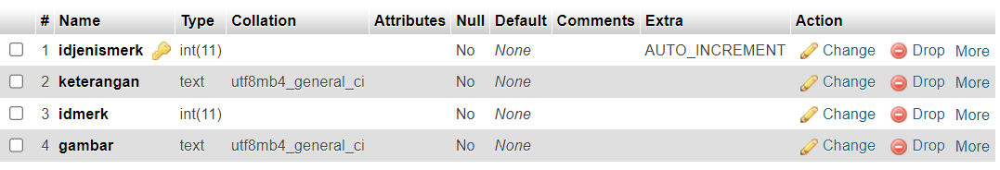 # Name Type Collation Attributes Null Default Comments Extra Action
1 idjenismerk int(11) No None AUTO_INCREMENT Change Drop More
2 keterangan text utf8mb4_general_ci No None Change Drop More
3 idmerk int(11) No None Change Drop More
4 gambar text utf8mb4_general_ci No None Change Drop More